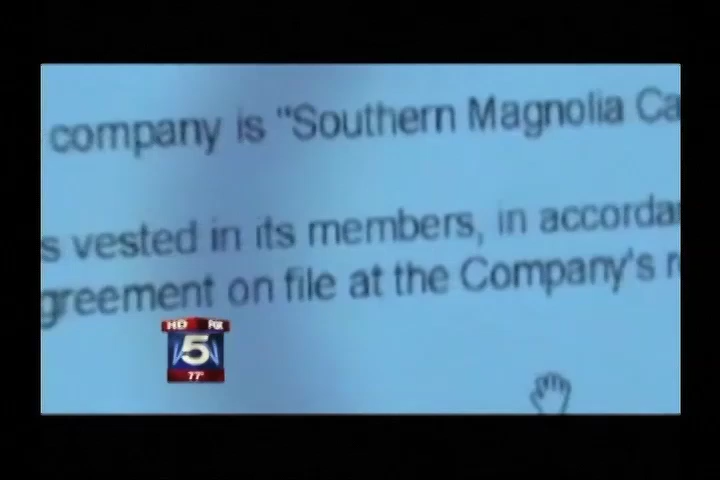 company is "Southern Magnolia Ca
s vested in its members, in accorda
greement on file at the Company's r
HD FOX
5
77°